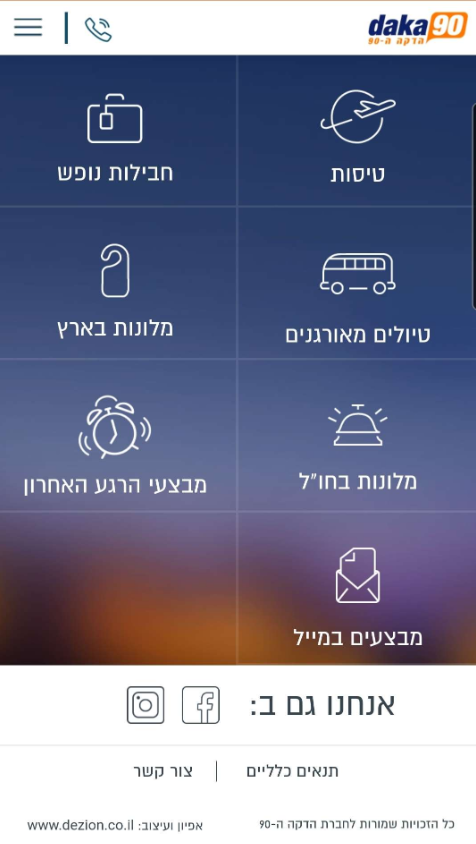 daka90
הדקה ה-90
טיסות
חבילות נופש
טיולים מאורגנים
מלונות בארץ
מלונות בחו"ל
מבצעי הרגע האחרון
מבצעים במייל
אנחנו גם ב:
תנאים כלליים | צור קשר
כל הזכויות שמורות לחברת הדקה ה-90
אפיון ועיצוב: www.dezion.co.il